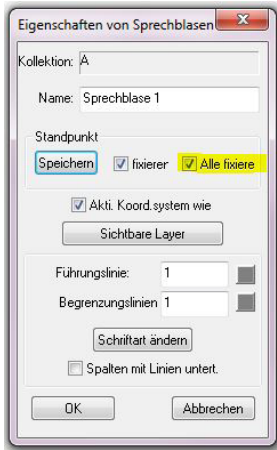 Eigenschaften von Sprechblasen
Kollektion: A
Name: Sprechblase 1
Standpunkt
Speichern fixierer Alle fixiere
Akti. Koord.system wie
Sichtbare Layer
Führungslinie: 1
Begrenzungslinien 1
Schriftart ändern
Spalten mit Linien untert.
OK Abbrechen